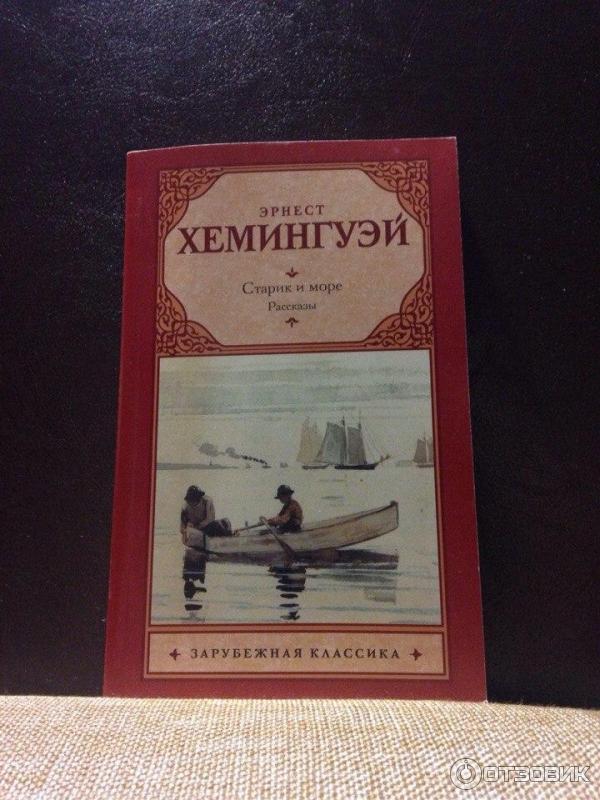 ЭРНЕСТ
ХЕМИНГУЭЙ
Старик и море
Рассказы
ЗАРУБЕЖНАЯ КЛАССИКА
ОТЗОВИК